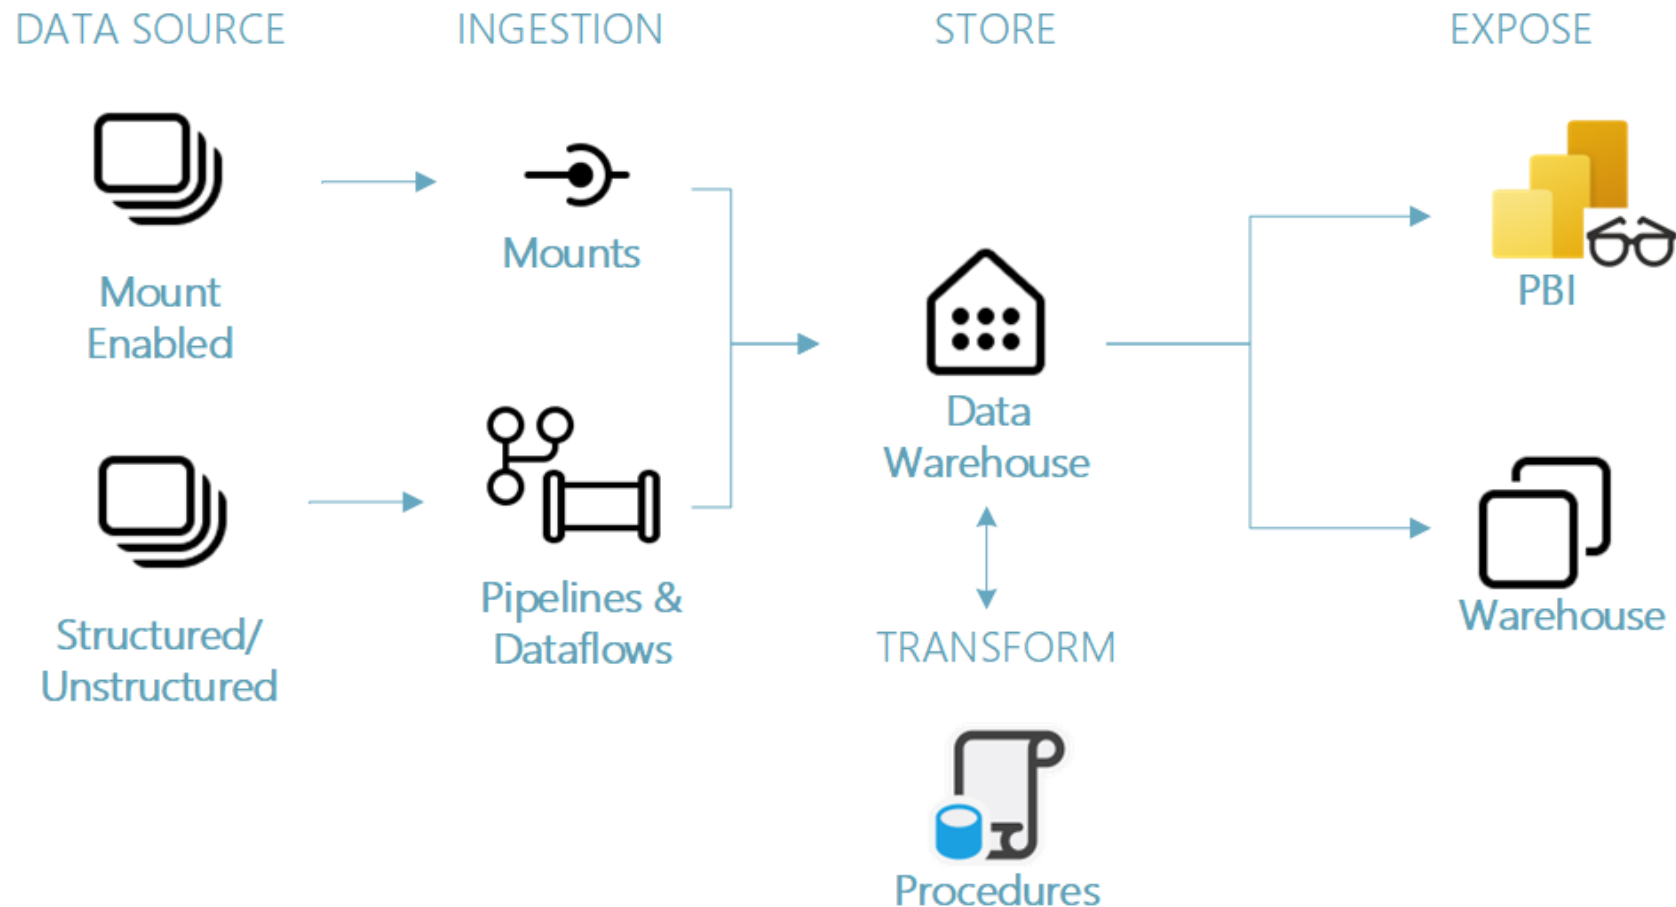 DATA SOURCE
INGESTION
STORE
EXPOSE
Mount
Enabled
Mounts
PBI
Data
Warehouse
Structured/
Unstructured
Pipelines &
Dataflows
Warehouse
TRANSFORM
Procedures